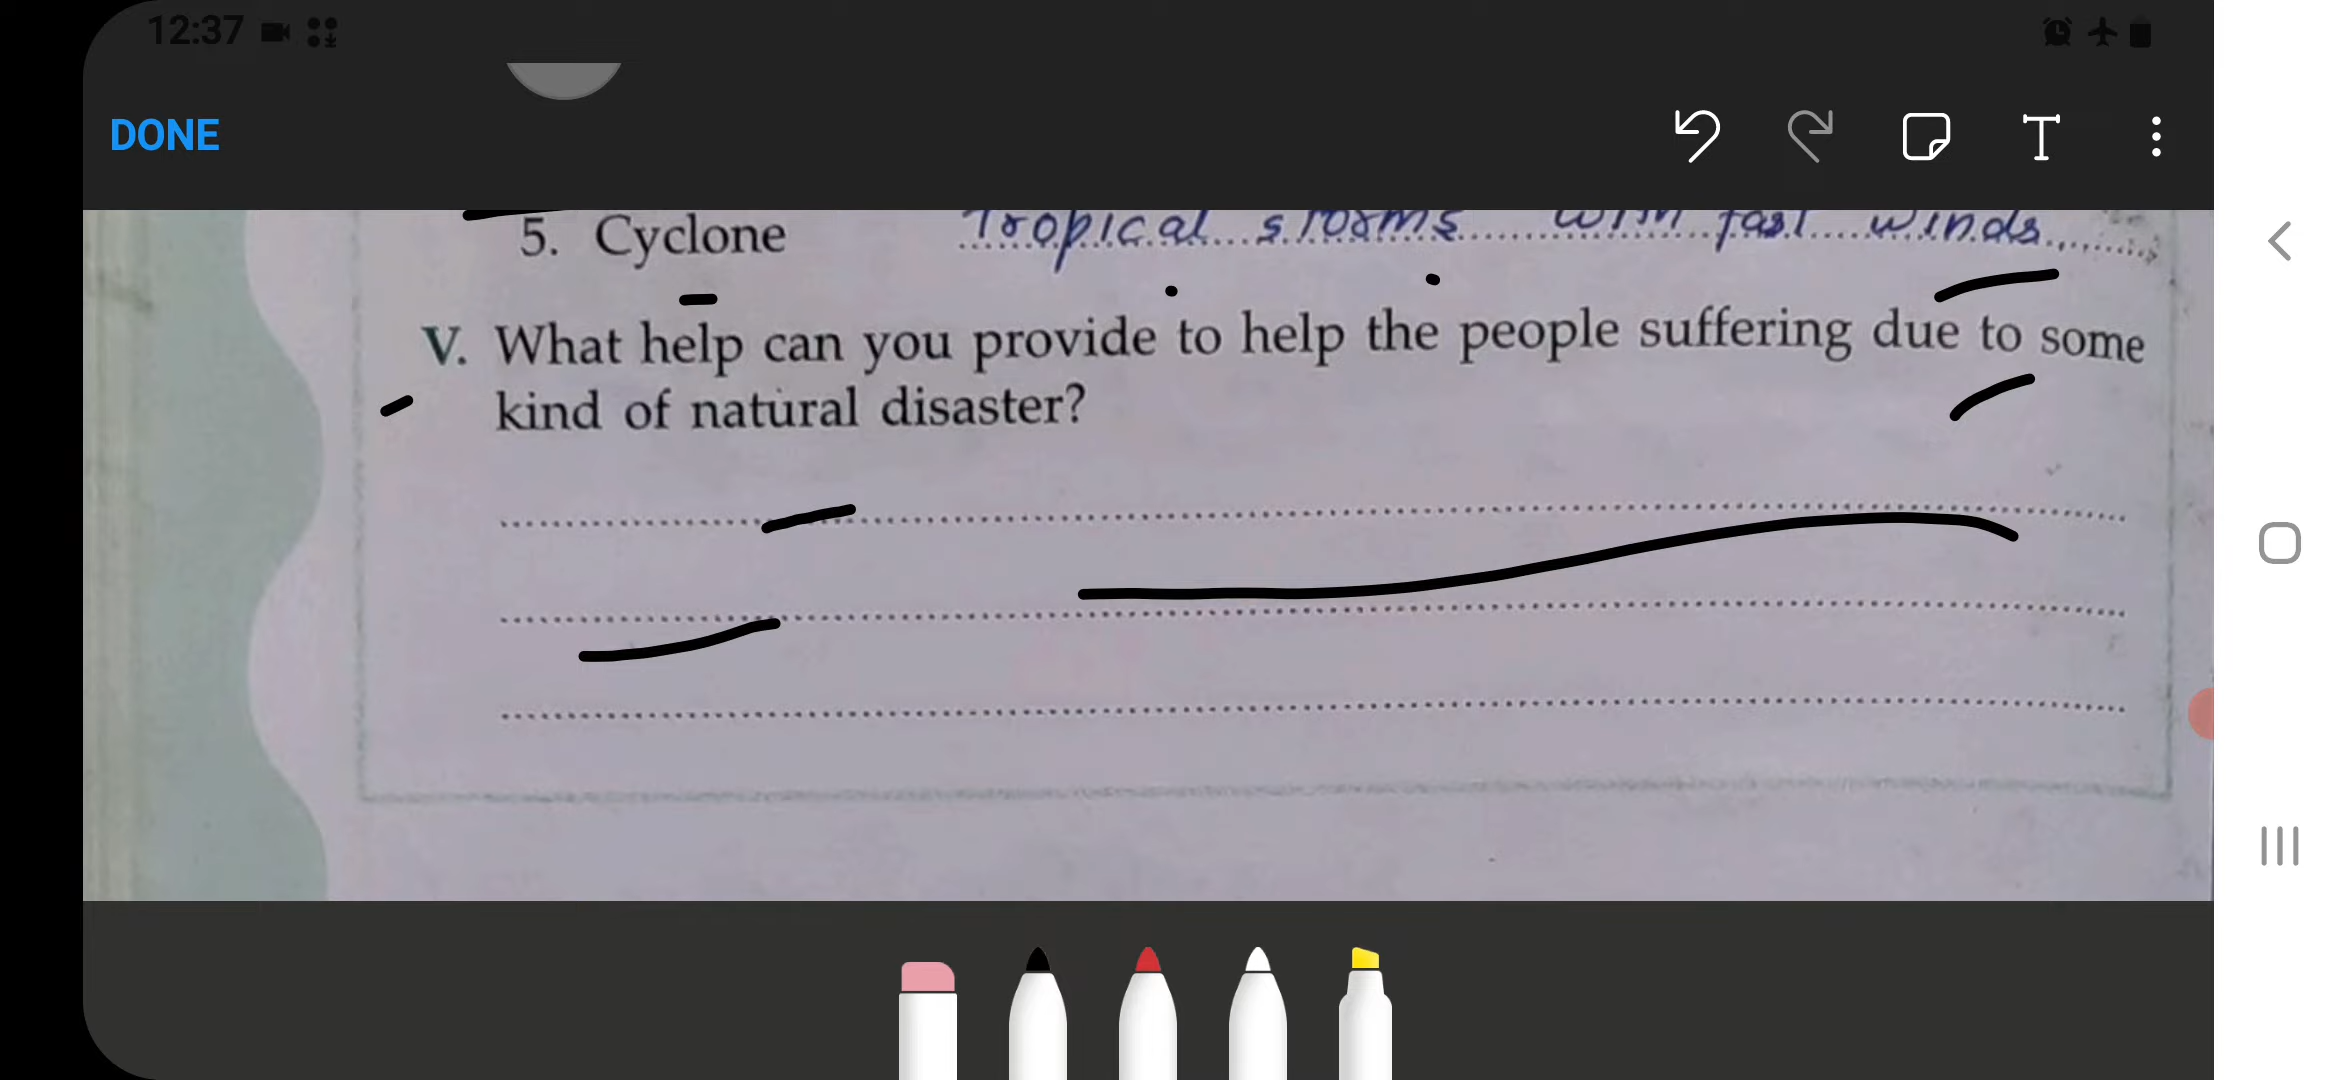 12:37
DONE
5. Cyclone Tropical storms with fast winds
V. What help can you provide to help the people suffering due to some
kind of natural disaster?